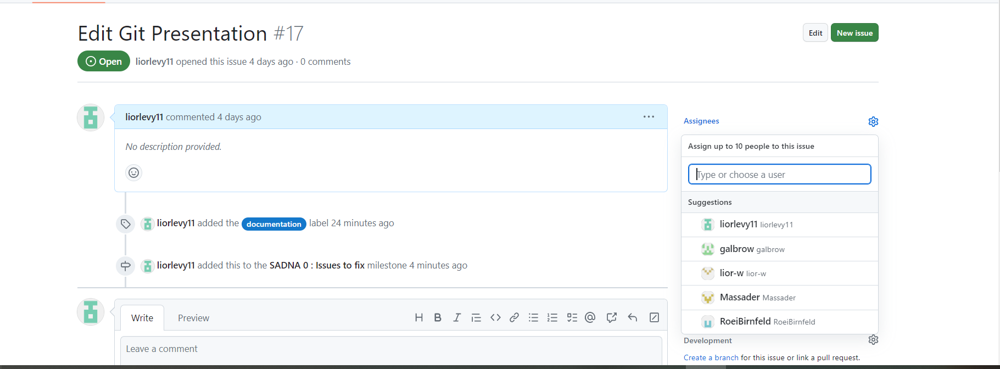 Edit Git Presentation #17
Edit
New issue
Open
liorlevy11 opened this issue 4 days ago · 0 comments
liorlevy11 commented 4 days ago
No description provided.
liorlevy11 added the documentation label 24 minutes ago
liorlevy11 added this to the SADNA 0 : Issues to fix milestone 4 minutes ago
Write
Preview
Leave a comment
Assignees
Assign up to 10 people to this issue
Type or choose a user
Suggestions
liorlevy11 liorlevy11
galbrow galbrow
lior-w lior-w
Massader Massader
RoeiBirnfeld RoeiBirnfeld
Development
Create a branch for this issue or link a pull request.